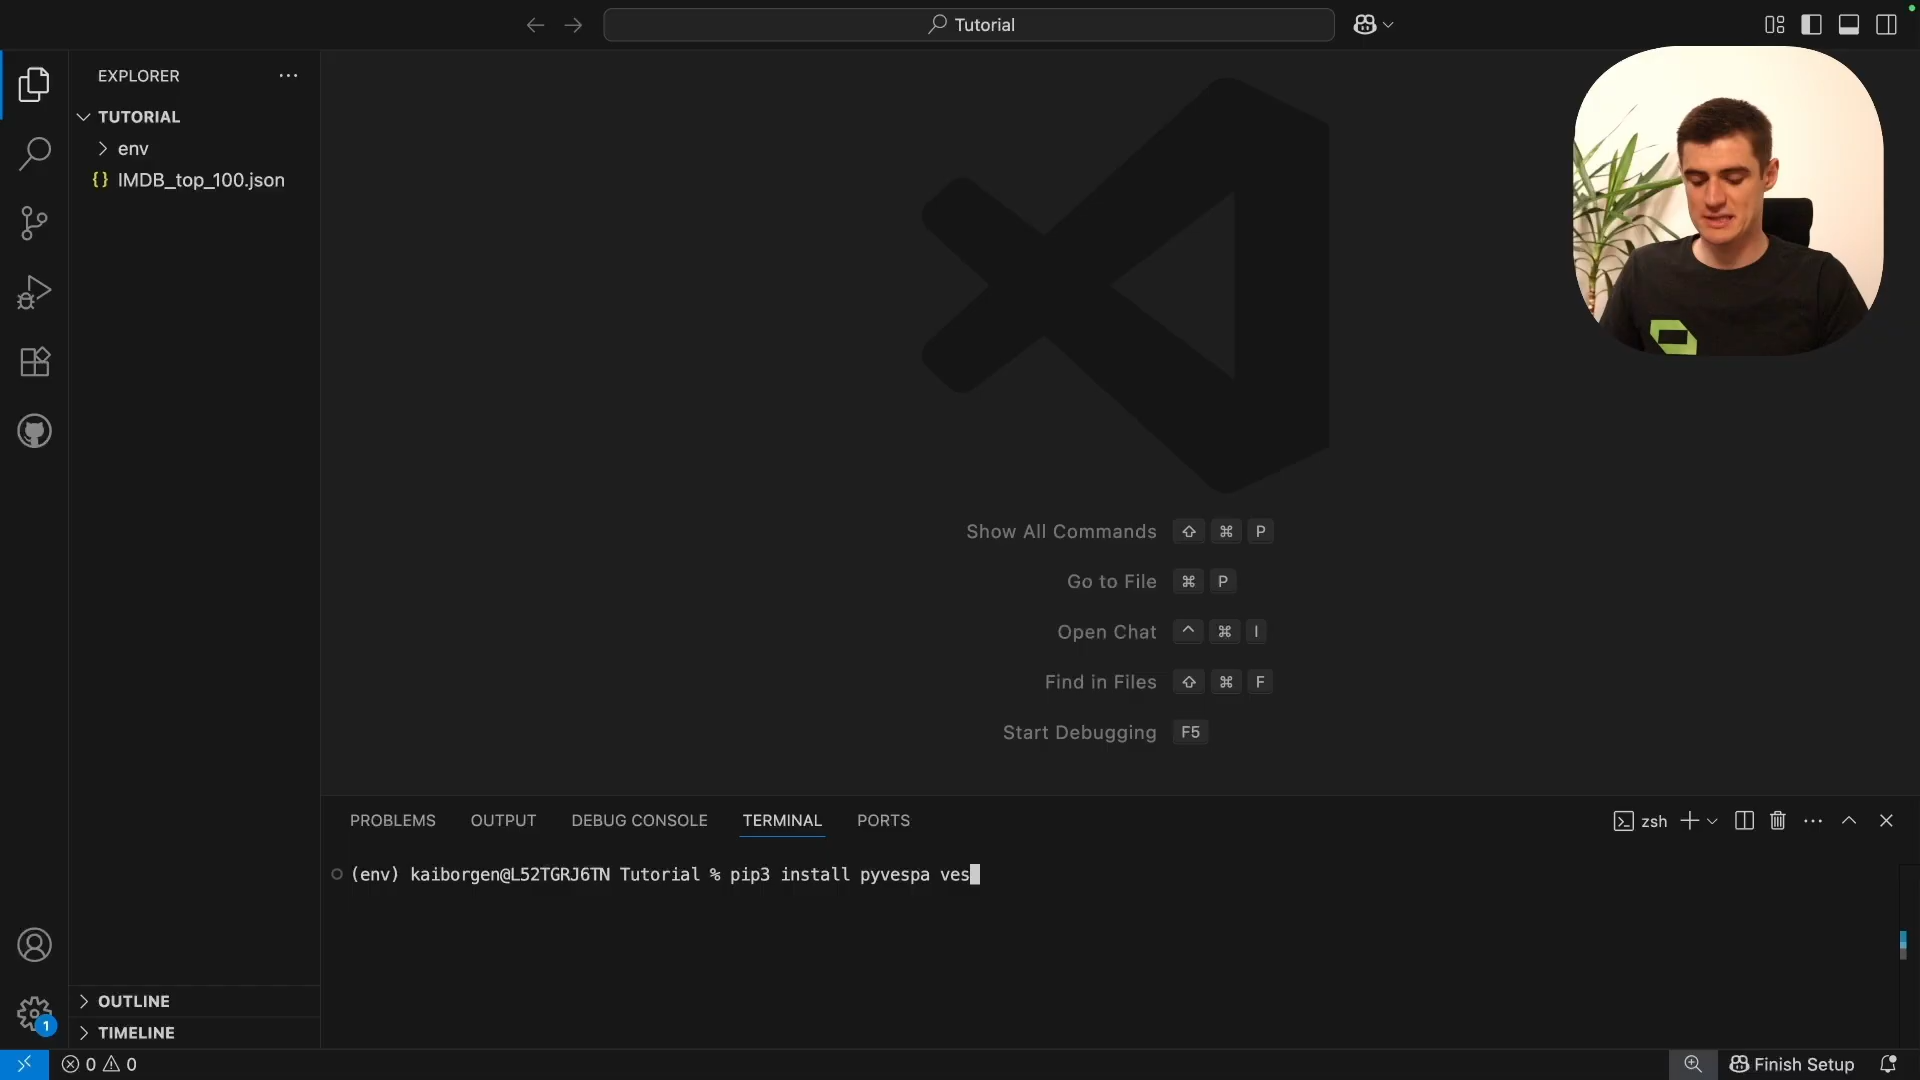 Tutorial
EXPLORER
TUTORIAL
env
{} IMDB_top_100.json
Show All Commands ⇧ ⌘ P
Go to File ⌘ P
Open Chat ^ ⌘ I
Find in Files ⇧ ⌘ F
Start Debugging F5
PROBLEMS OUTPUT DEBUG CONSOLE TERMINAL PORTS
zsh
(env) kaiborgen@L52TGRJ6TN Tutorial % pip3 install pyvespa ves
OUTLINE
1
TIMELINE
0 0
Finish Setup